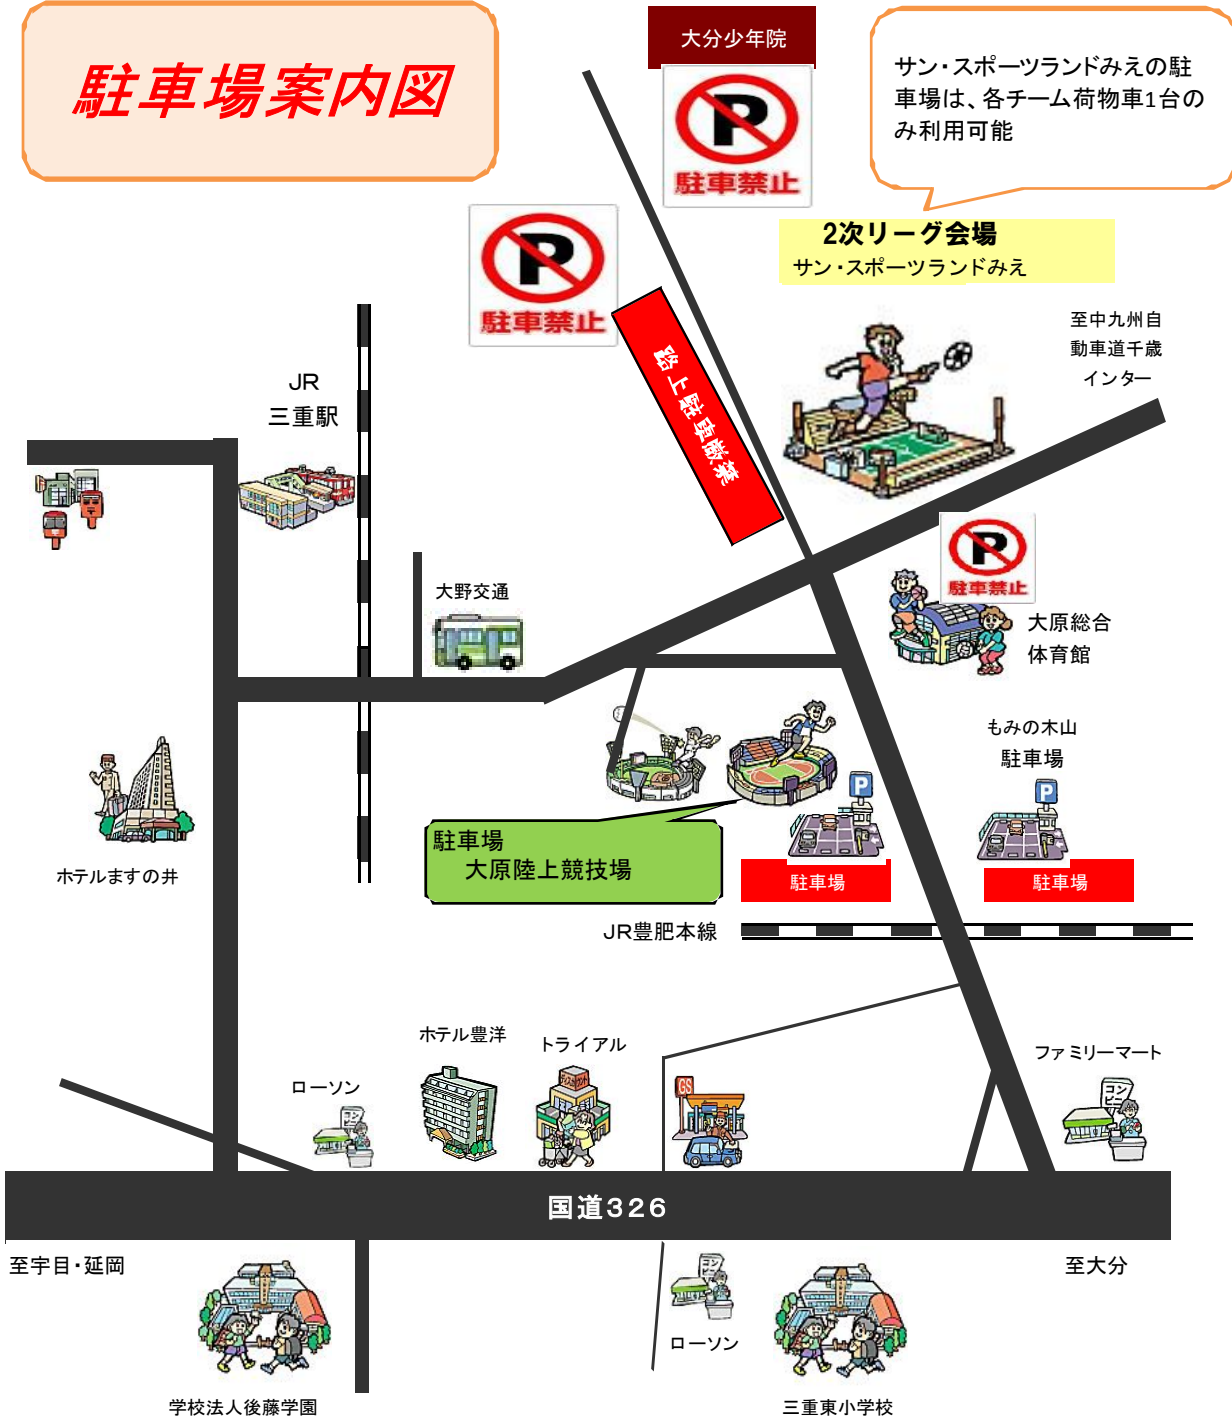 駐車場案内図
大分少年院
サン・スポーツランドみえの駐
車場は、各チーム荷物車1台の
み利用可能
駐車禁止
駐車禁止
2次リーグ会場
サン・スポーツランドみえ
路上駐車厳禁
至中九州自
動車道千歳
インター
JR
三重駅
大野交通
駐車禁止
大原総合
体育館
もみの木山
駐車場
P
P
駐車場
大原陸上競技場
駐車場
駐車場
ホテルますの井
JR豊肥本線
ホテル豊洋
トライアル
ファミリーマート
ローソン
GS
国道326
至宇目・延岡
至大分
ローソン
学校法人後藤学園
三重東小学校